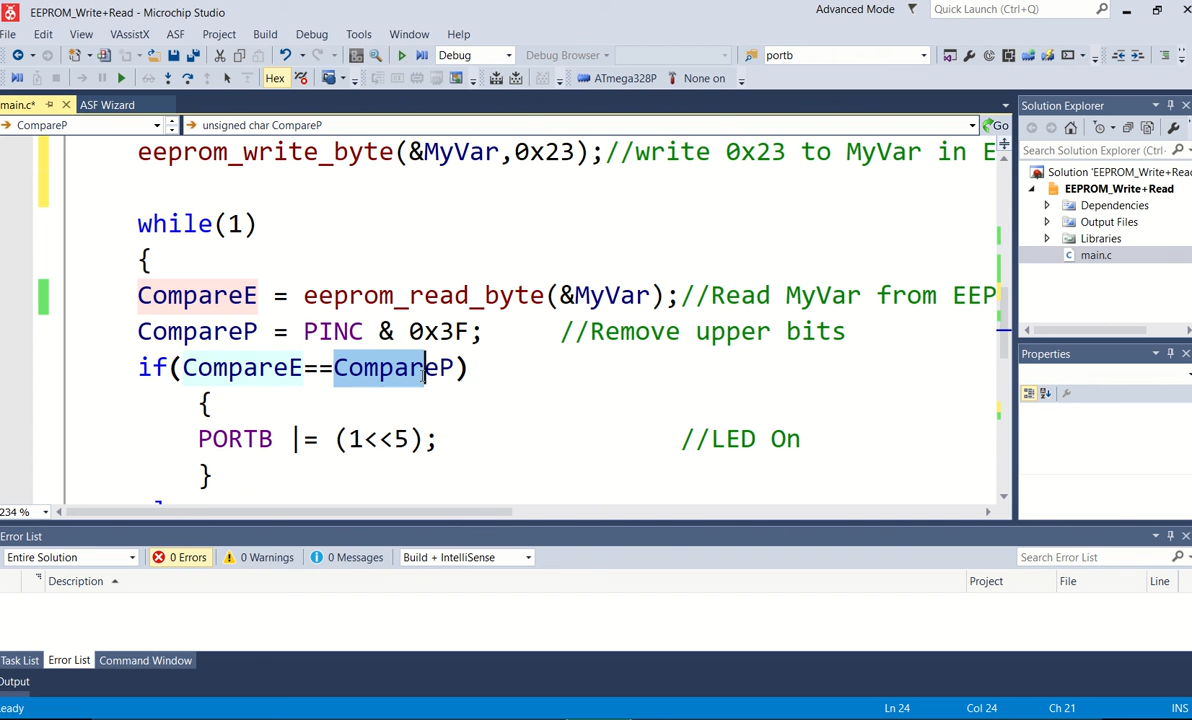 EEPROM_Write+Read - Microchip Studio
Advanced Mode
Quick Launch (Ctrl+Q)
File Edit View VAssistX ASF Project Build Debug Tools Window Help
Debug
Debug Browser
portb
Hex
ATmega328P
None on
main.c*
ASF Wizard
CompareP
unsigned char CompareP
Go
eeprom_write_byte(&MyVar,0x23);//write 0x23 to MyVar in E
while(1)
{
CompareE = eeprom_read_byte(&MyVar);//Read MyVar from EEP
CompareP = PINC & 0x3F; //Remove upper bits
if(CompareE==CompareP)
{
PORTB |= (1<<5); //LED On
}
234 %
Solution Explorer
Search Solution Explorer (Ctrl-
Solution 'EEPROM_Write+Read
EEPROM_Write+Read
Dependencies
Output Files
Libraries
main.c
Properties
Error List
Entire Solution
0 Errors
0 Warnings
0 Messages
Build + IntelliSense
Search Error List
Description
Project
File
Line
Task List
Error List
Command Window
Output
Ready
Ln 24
Col 24
Ch 21
INS